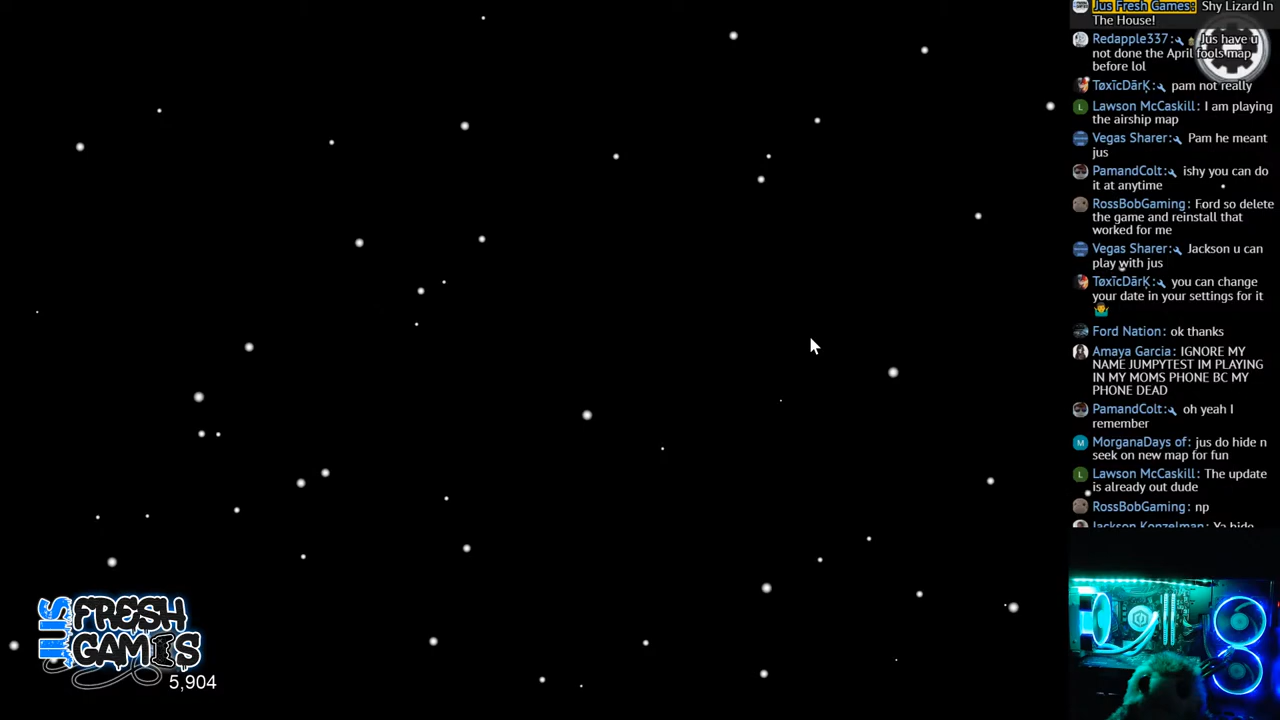 Jus Fresh Games: Shy Lizard In
The House!
Redapple337: Jus have u
not done the April fools map
before lol
TøxīcDārĶ: pam not really
Lawson McCaskill: I am playing
the airship map
Vegas Sharer: Pam he meant
jus
PamandColt: ishy you can do
it at anytime
RossBobGaming: Ford so delete
the game and reinstall that
worked for me
Vegas Sharer: Jackson u can
play with jus
TøxīcDārĶ: you can change
your date in your settings for it
Ford Nation: ok thanks
Amaya Garcia: IGNORE MY
NAME JUMPYTEST IM PLAYING
IN MY MOMS PHONE BC MY
PHONE DEAD
PamandColt: oh yeah I
remember
MorganaDays of: jus do hide n
seek on new map for fun
Lawson McCaskill: The update
is already out dude
RossBobGaming: np
Jackson Konzelman: Ya hide
JUS FRESH
GAMES
5,904